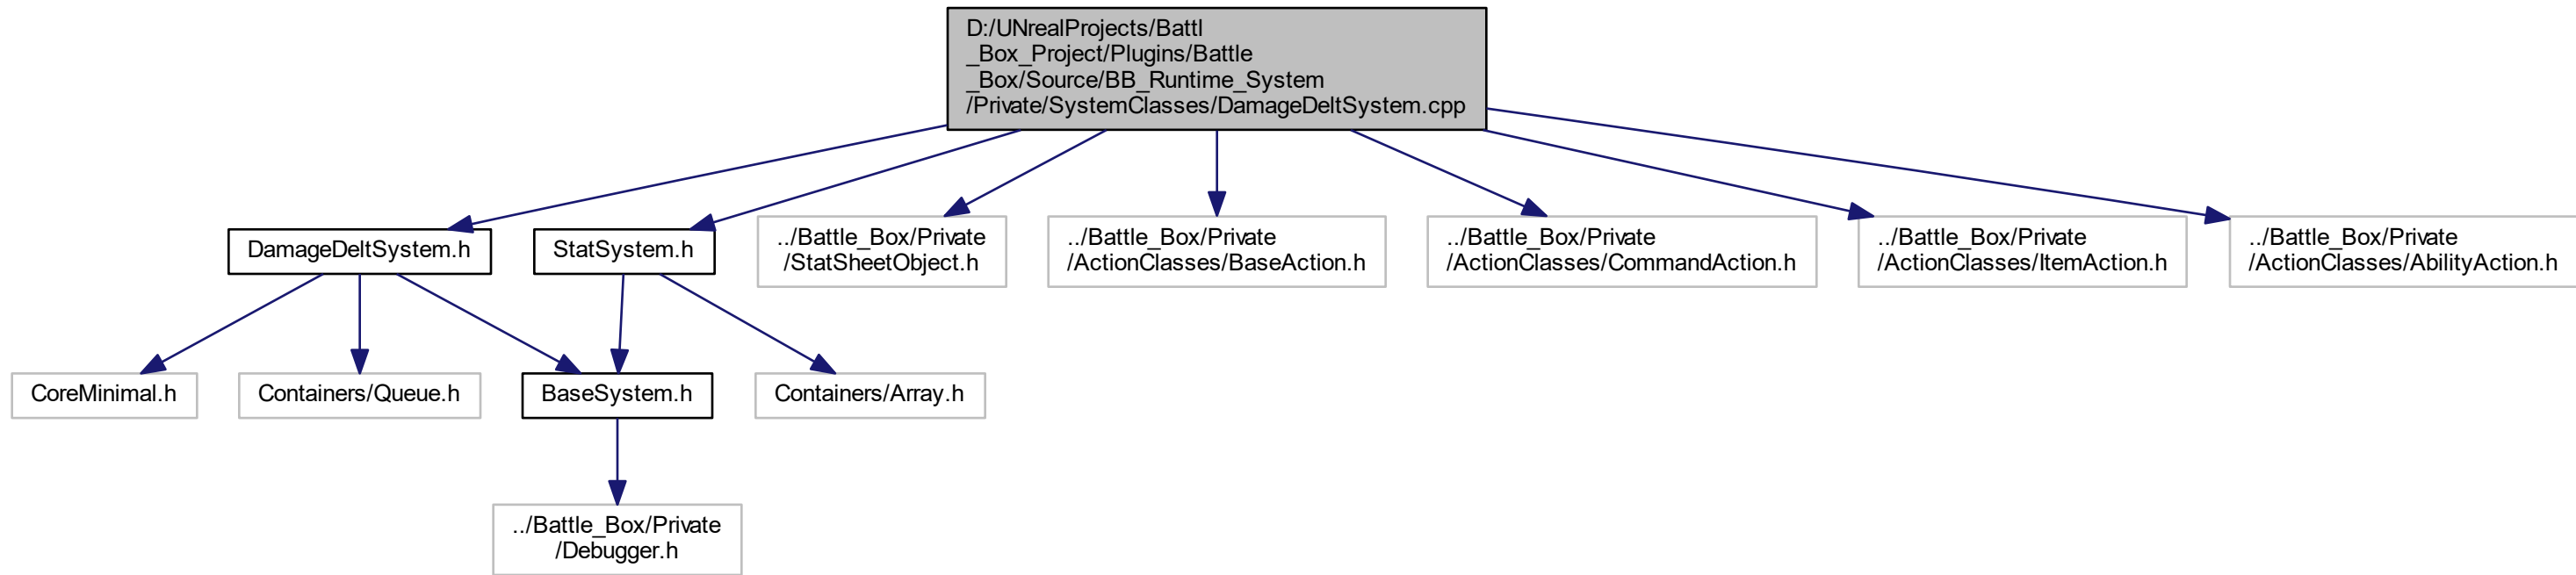 D:/UNrealProjects/Battl
_Box_Project/Plugins/Battle
_Box/Source/BB_Runtime_System
/Private/SystemClasses/DamageDeltSystem.cpp
DamageDeltSystem.h
StatSystem.h
../Battle_Box/Private
/StatSheetObject.h
../Battle_Box/Private
/ActionClasses/BaseAction.h
../Battle_Box/Private
/ActionClasses/CommandAction.h
../Battle_Box/Private
/ActionClasses/ItemAction.h
../Battle_Box/Private
/ActionClasses/AbilityAction.h
CoreMinimal.h
Containers/Queue.h
BaseSystem.h
Containers/Array.h
../Battle_Box/Private
/Debugger.h